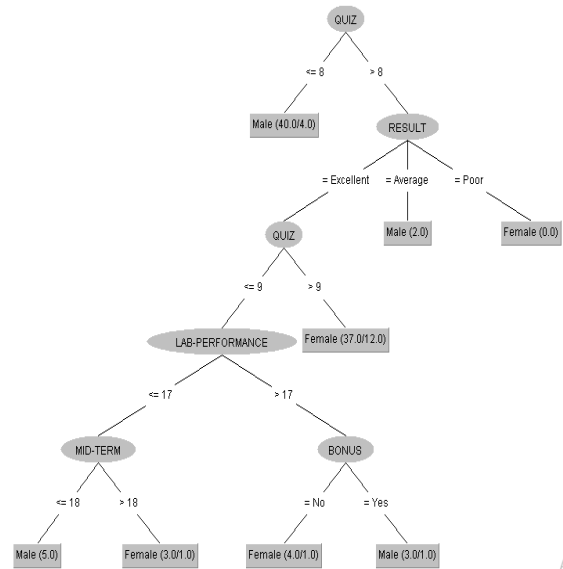 QUIZ
<= 8
> 8
Male (40.0/4.0)
RESULT
= Excellent
= Average
= Poor
QUIZ
Male (2.0)
Female (0.0)
<= 9
> 9
LAB-PERFORMANCE
Female (37.0/12.0)
<= 17
> 17
MID-TERM
BONUS
<= 18
> 18
= No
= Yes
Male (5.0)
Female (3.0/1.0)
Female (4.0/1.0)
Male (3.0/1.0)